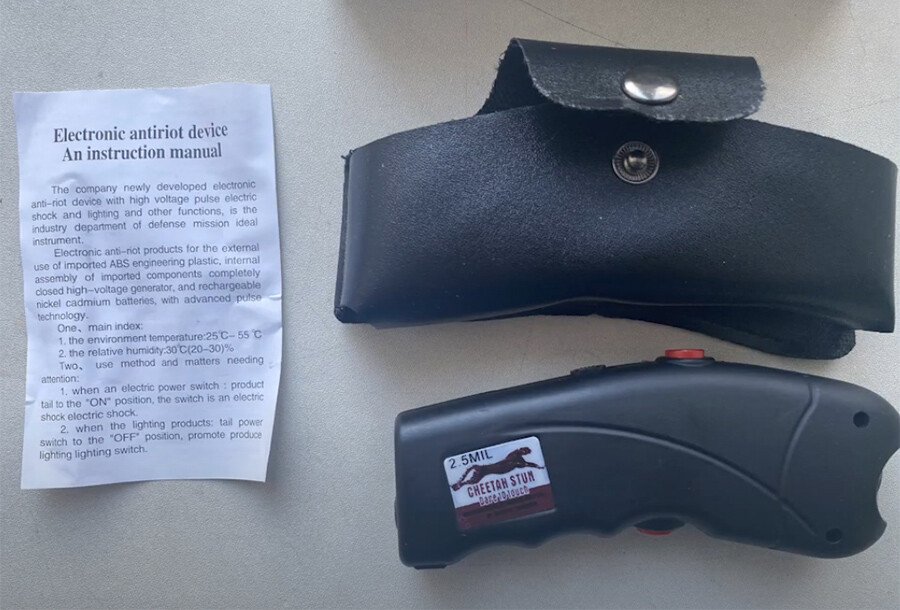 Electronic antiriot device
An instruction manual
The company newly developed electronic
anti-riot device with high voltage pulse electric
shock and lighting and other functions, is the
industry department of defense mission ideal
instrument.
Electronic anti-riot products for the external
use of imported ABS engineering plastic, internal
assembly of imported components completely
closed high-voltage generator, and rechargeable
nickel cadmium batteries, with advanced pulse
technology.
One、main index:
1. the environment temperature:25℃- 55℃
2. the relative humidity:30℃(20-30)%
Two、 use method and matters needing
attention:
1. when an electric power switch : product
tail to the "ON" position, the switch is an electric
shock electric shock.
2. when the lighting products: tail power
switch to the "OFF" position, promote produce
lighting lighting switch.
2.5MIL
CHEETAH STUN